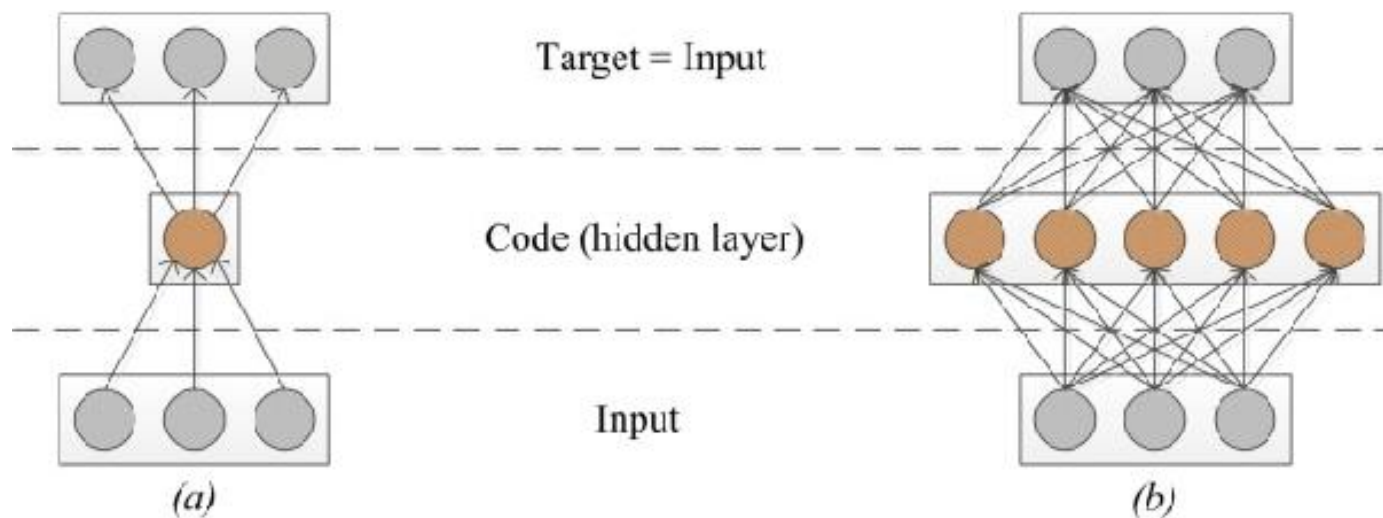 Target = Input
Code (hidden layer)
Input
(a)
(b)